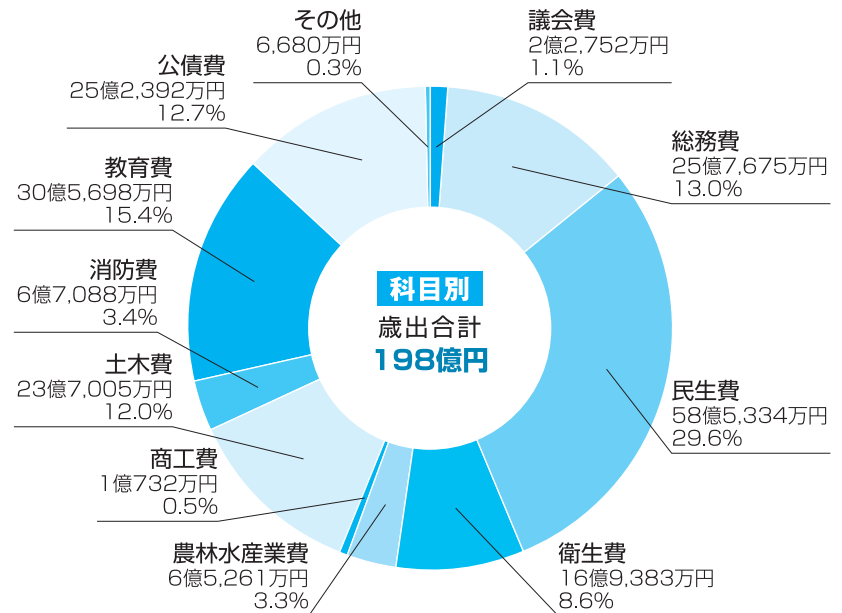 その他
6,680万円
0.3%
議会費
2億2,752万円
1.1%
総務費
25億7,675万円
13.0%
民生費
58億5,334万円
29.6%
衛生費
16億9,383万円
8.6%
農林水産業費
6億5,261万円
3.3%
商工費
1億732万円
0.5%
土木費
23億7,005万円
12.0%
消防費
6億7,088万円
3.4%
教育費
30億5,698万円
15.4%
公債費
25億2,392万円
12.7%
科目別
歳出合計
198億円